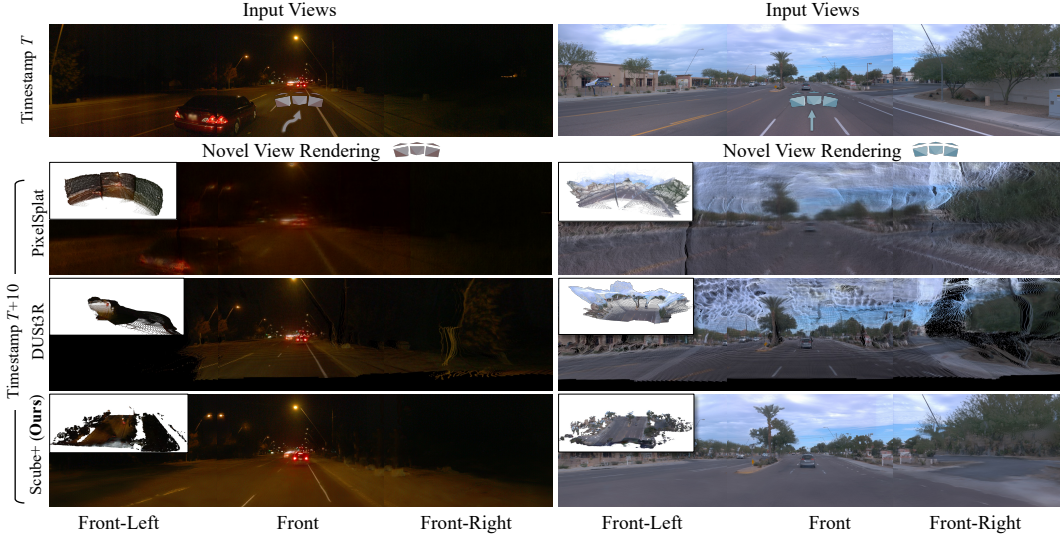 Input Views
Input Views
Timestamp T
Novel View Rendering
Novel View Rendering
Timestamp T+10
PixelSplat
DUSt3R
Scube+ (Ours)
Front-Left
Front
Front-Right
Front-Left
Front
Front-Right